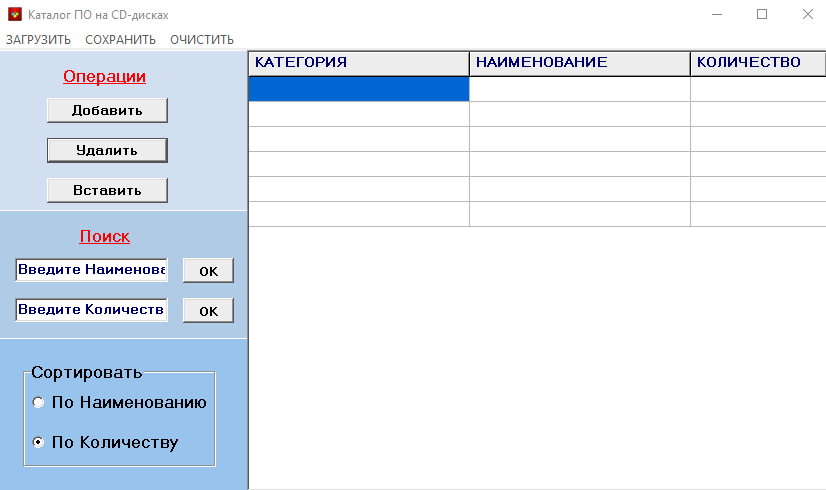 Каталог ПО на CD-дисках
ЗАГРУЗИТЬ СОХРАНИТЬ ОЧИСТИТЬ
Операции
Добавить
Удалить
Вставить
Поиск
Введите Наименова
ОК
Введите Количеств
ОК
Сортировать
По Наименованию
По Количеству
КАТЕГОРИЯ НАИМЕНОВАНИЕ КОЛИЧЕСТВО